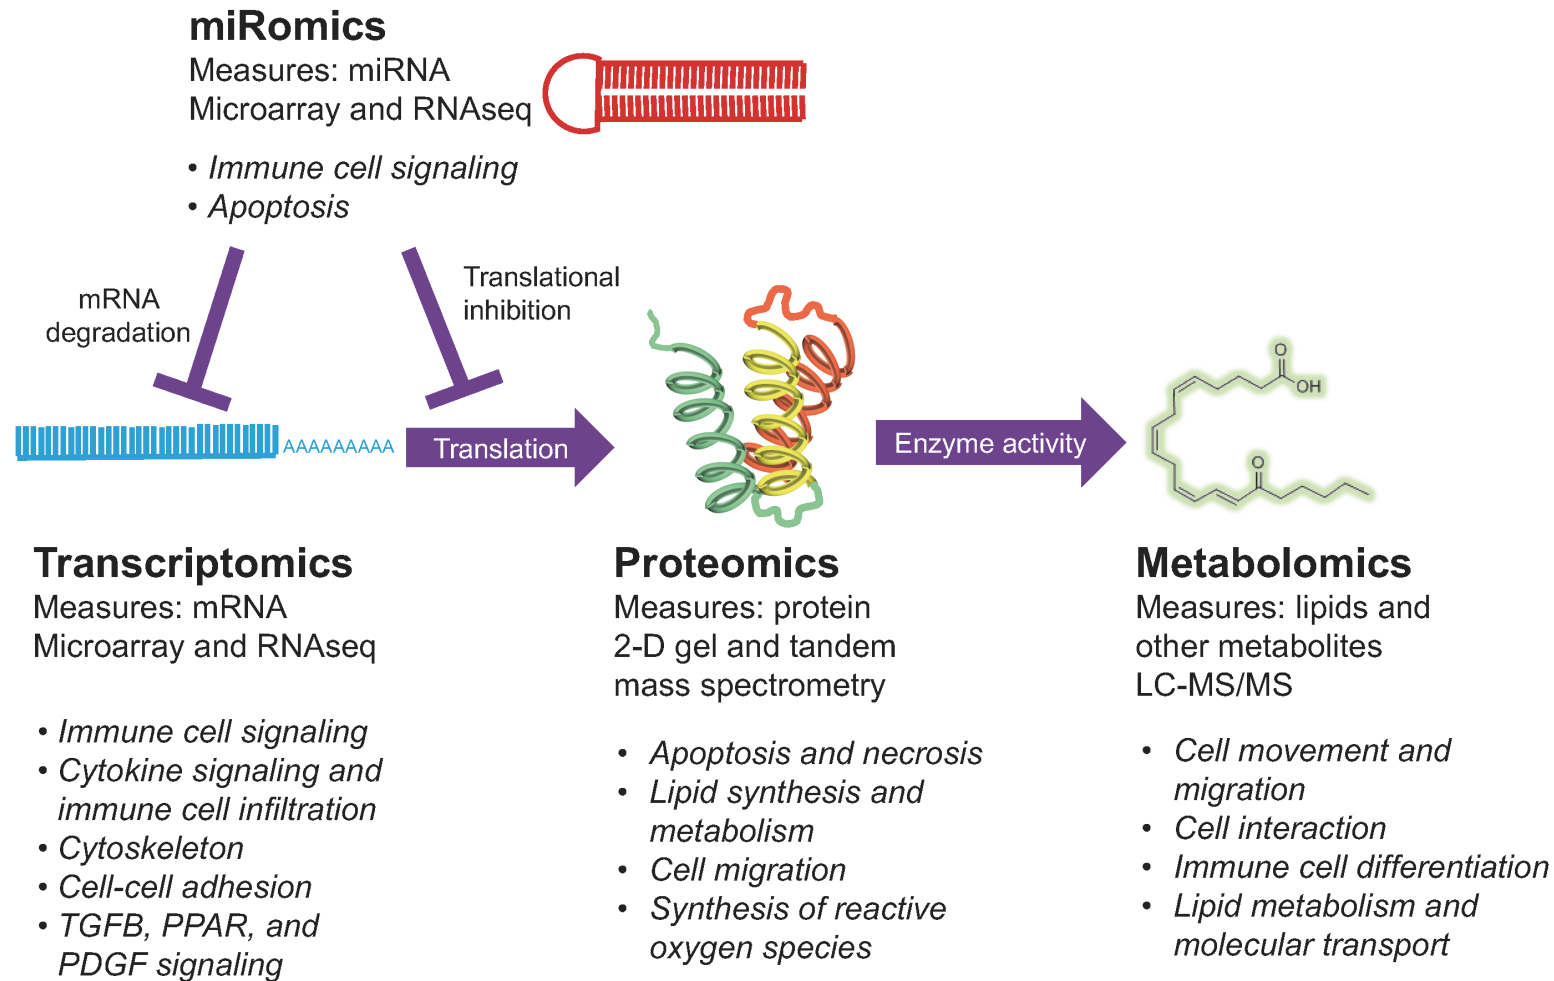 miRomics
Measures: miRNA
Microarray and RNAseq
• Immune cell signaling
• Apoptosis
mRNA
degradation
Translational
inhibition
AAAAAAAAA
Translation
Enzyme activity
O
OH
O
Transcriptomics
Measures: mRNA
Microarray and RNAseq
• Immune cell signaling
• Cytokine signaling and
immune cell infiltration
• Cytoskeleton
• Cell-cell adhesion
• TGFB, PPAR, and
PDGF signaling
Proteomics
Measures: protein
2-D gel and tandem
mass spectrometry
• Apoptosis and necrosis
• Lipid synthesis and
metabolism
• Cell migration
• Synthesis of reactive
oxygen species
Metabolomics
Measures: lipids and
other metabolites
LC-MS/MS
• Cell movement and
migration
• Cell interaction
• Immune cell differentiation
• Lipid metabolism and
molecular transport